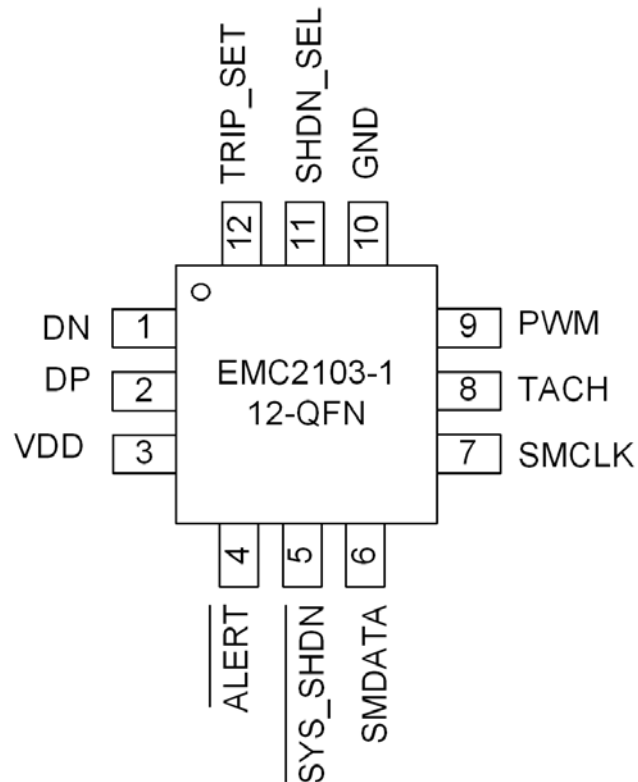 TRIP_SET
SHDN_SEL
GND
12
11
10
DN
1
DP
2
VDD
3
EMC2103-1
12-QFN
9
PWM
8
TACH
7
SMCLK
4
5
6
ALERT
SYS_SHDN
SMDATA